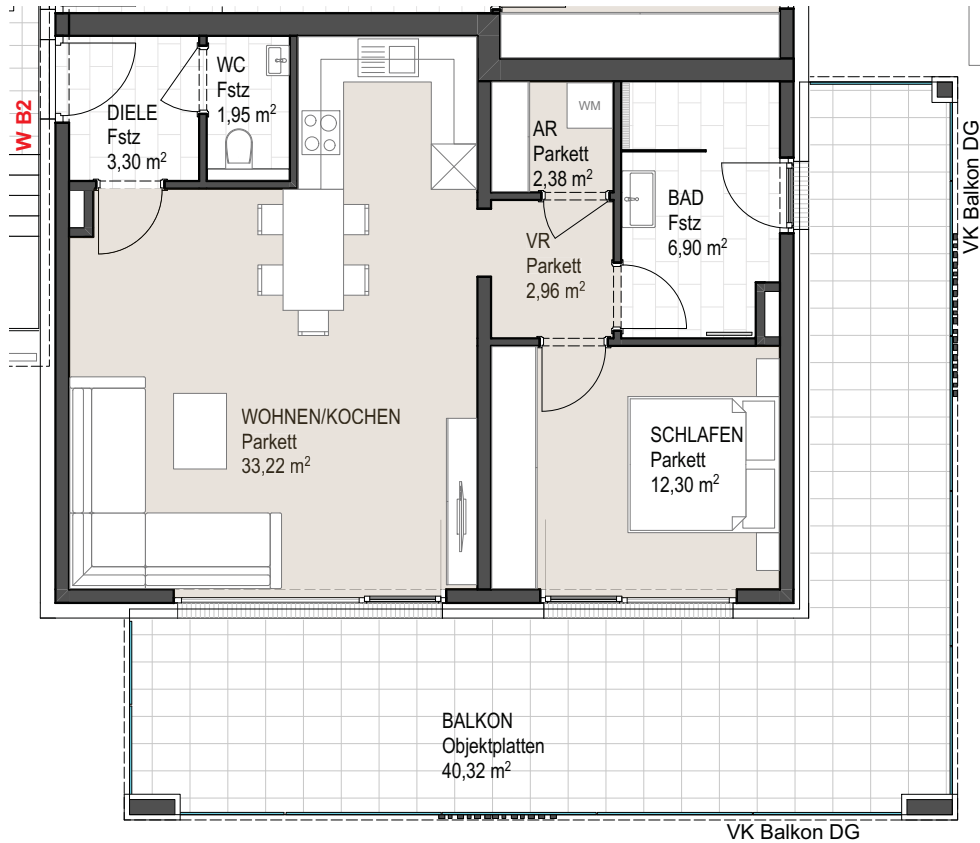 W B2
DIELE
Fstz
3,30 m²
WC
Fstz
1,95 m²
AR
Parkett
2,38 m²
WM
BAD
Fstz
6,90 m²
VR
Parkett
2,96 m²
WOHNEN/KOCHEN
Parkett
33,22 m²
SCHLAFEN
Parkett
12,30 m²
BALKON
Objektplatten
40,32 m²
VK Balkon DG
VK Balkon DG